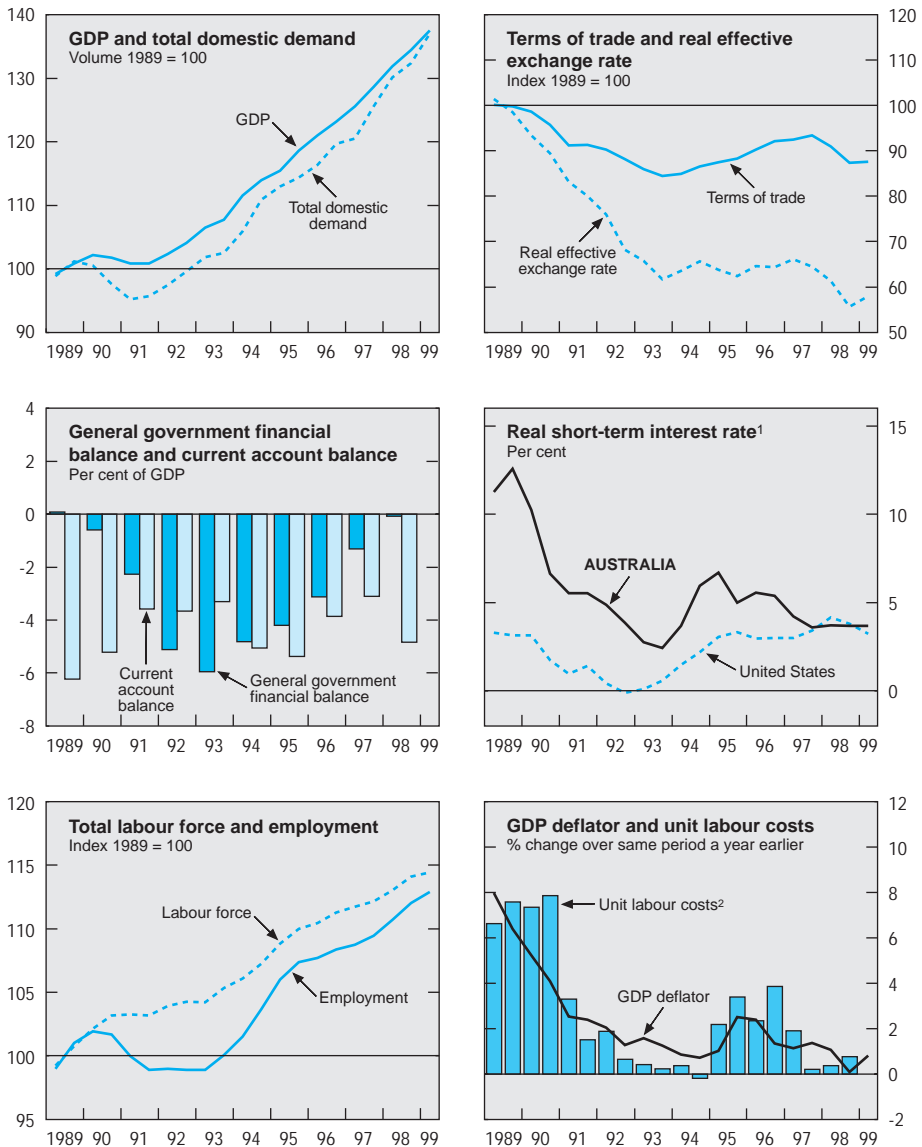 GDP and total domestic demand
Volume 1989 = 100
140
130
120
110
100
90
GDP
Total domestic
demand
1989 90 91 92 93 94 95 96 97 98 99
Terms of trade and real effective
exchange rate
Index 1989 = 100
120
110
100
90
80
70
60
50
Terms of trade
Real effective
exchange rate
1989 90 91 92 93 94 95 96 97 98 99
General government financial
balance and current account balance
Per cent of GDP
4
2
0
-2
-4
-6
-8
Current
account
balance
General government
financial balance
1989 90 91 92 93 94 95 96 97 98 99
Real short-term interest rate¹
Per cent
15
10
5
0
AUSTRALIA
United States
1989 90 91 92 93 94 95 96 97 98 99
Total labour force and employment
Index 1989 = 100
120
115
110
105
100
95
Labour force
Employment
1989 90 91 92 93 94 95 96 97 98 99
GDP deflator and unit labour costs
% change over same period a year earlier
12
10
8
6
4
2
0
-2
Unit labour costs²
GDP deflator
1989 90 91 92 93 94 95 96 97 98 99